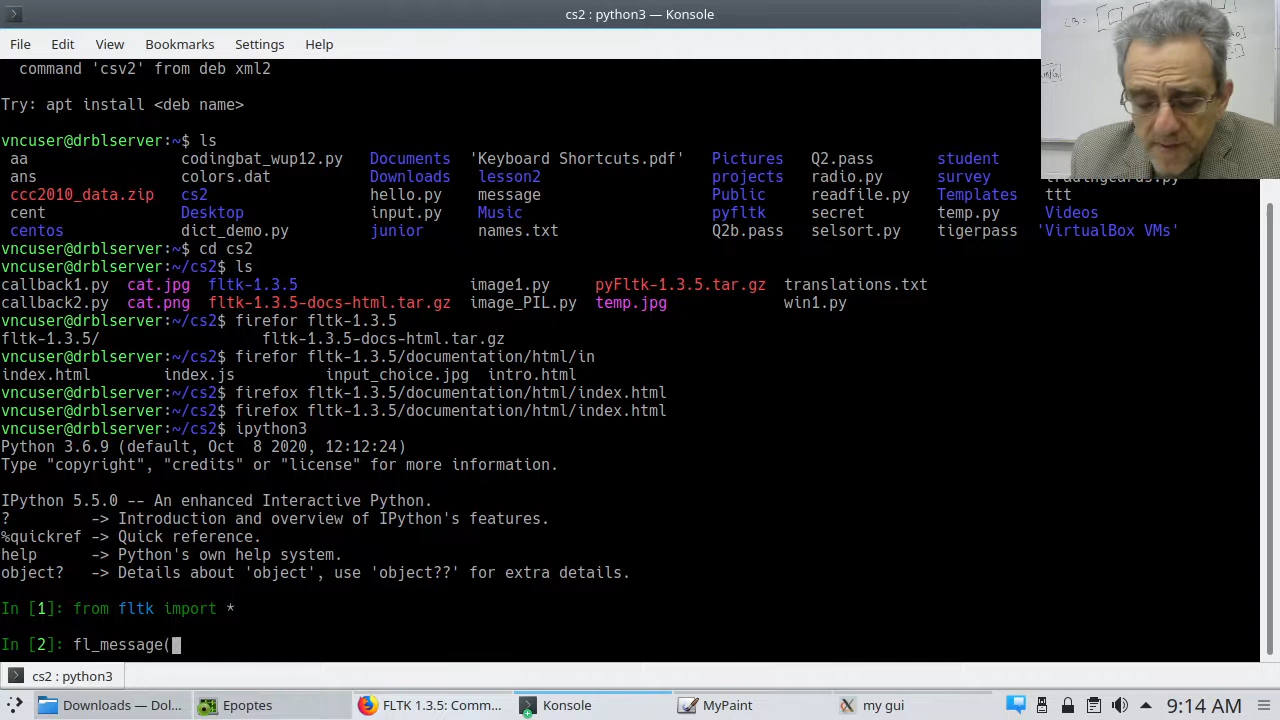 cs2 : python3 — Konsole
File Edit View Bookmarks Settings Help
command 'csv2' from deb xml2
Try: apt install <deb name>
vncuser@drblserver:~$ ls
aa codingbat_wup12.py Documents 'Keyboard Shortcuts.pdf' Pictures Q2.pass student
ans colors.dat Downloads lesson2 projects radio.py survey
ccc2010_data.zip cs2 hello.py message Public readfile.py Templates ttt
cent Desktop input.py Music pyfltk secret temp.py Videos
centos dict_demo.py junior names.txt Q2b.pass selsort.py tigerpass 'VirtualBox VMs'
vncuser@drblserver:~$ cd cs2
vncuser@drblserver:~/cs2$ ls
callback1.py cat.jpg fltk-1.3.5 image1.py pyFltk-1.3.5.tar.gz translations.txt
callback2.py cat.png fltk-1.3.5-docs-html.tar.gz image_PIL.py temp.jpg win1.py
vncuser@drblserver:~/cs2$ firefor fltk-1.3.5
fltk-1.3.5/ fltk-1.3.5-docs-html.tar.gz
vncuser@drblserver:~/cs2$ firefor fltk-1.3.5/documentation/html/in
index.html index.js input_choice.jpg intro.html
vncuser@drblserver:~/cs2$ firefox fltk-1.3.5/documentation/html/index.html
vncuser@drblserver:~/cs2$ firefox fltk-1.3.5/documentation/html/index.html
vncuser@drblserver:~/cs2$ ipython3
Python 3.6.9 (default, Oct 8 2020, 12:12:24)
Type "copyright", "credits" or "license" for more information.
IPython 5.5.0 -- An enhanced Interactive Python.
? -> Introduction and overview of IPython's features.
%quickref -> Quick reference.
help -> Python's own help system.
object? -> Details about 'object', use 'object??' for extra details.
In [1]: from fltk import *
In [2]: fl_message(
cs2 : python3
Downloads — Dol... Epoptes FLTK 1.3.5: Comm... Konsole MyPaint my gui 9:14 AM